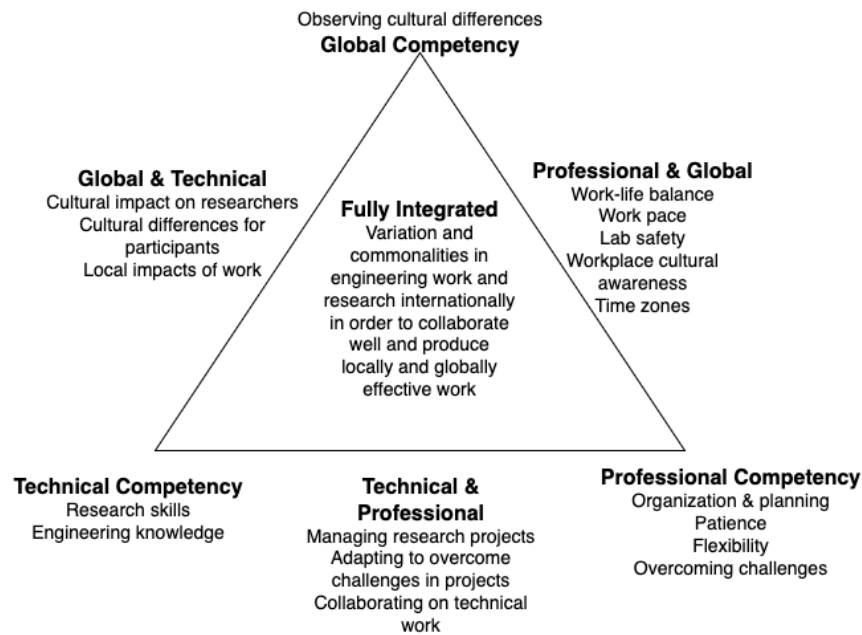 Observing cultural differences
Global Competency
Global & Technical
Cultural impact on researchers
Cultural differences for
participants
Local impacts of work
Professional & Global
Work-life balance
Work pace
Lab safety
Workplace cultural
awareness
Time zones
Fully Integrated
Variation and
commonalities in
engineering work and
research internationally
in order to collaborate
well and produce
locally and globally
effective work
Technical Competency
Research skills
Engineering knowledge
Technical &
Professional
Managing research projects
Adapting to overcome
challenges in projects
Collaborating on technical
work
Professional Competency
Organization & planning
Patience
Flexibility
Overcoming challenges